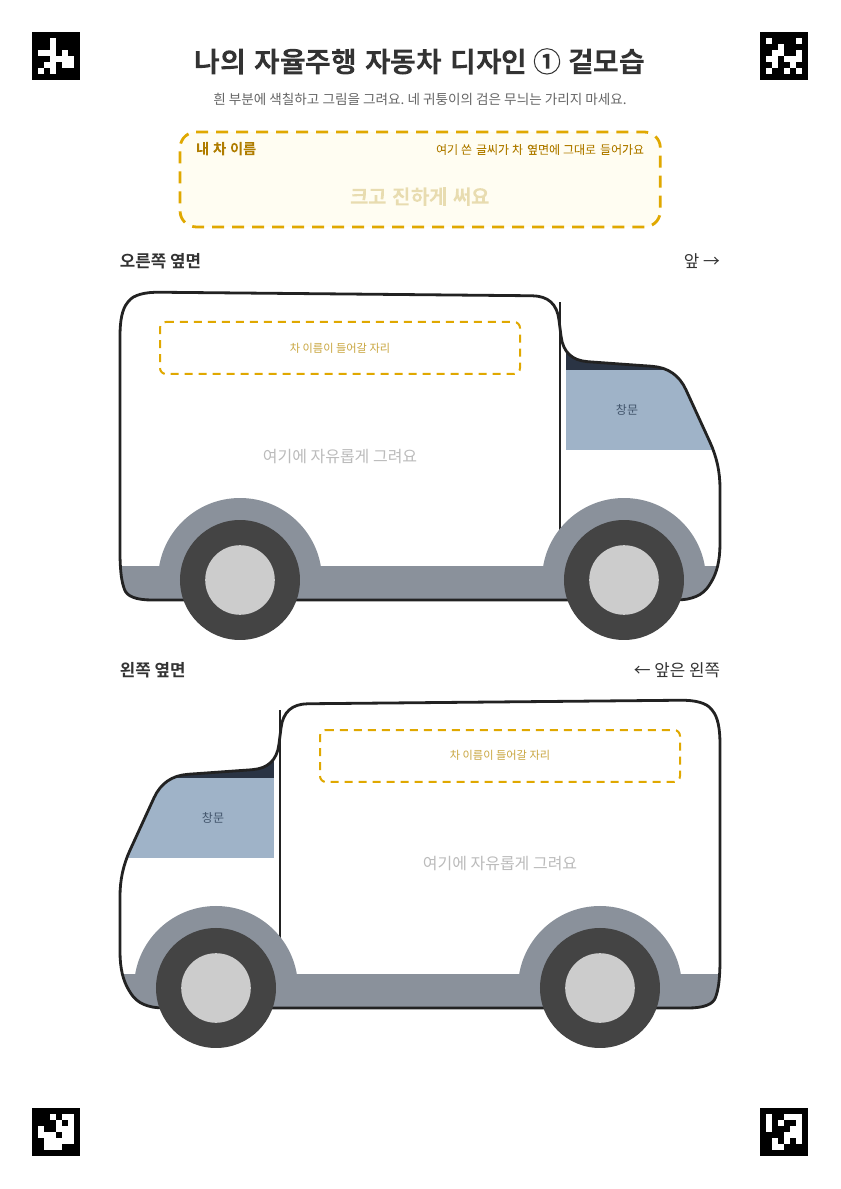 나의 자율주행 자동차 디자인 ① 겉모습
흰 부분에 색칠하고 그림을 그려요. 네 귀퉁이의 검은 무늬는 가리지 마세요.
내 차 이름
여기 쓴 글씨가 차 옆면에 그대로 들어가요
크고 진하게 써요
오른쪽 옆면
앞 →
차 이름이 들어갈 자리
창문
여기에 자유롭게 그려요
왼쪽 옆면
← 앞은 왼쪽
차 이름이 들어갈 자리
창문
여기에 자유롭게 그려요